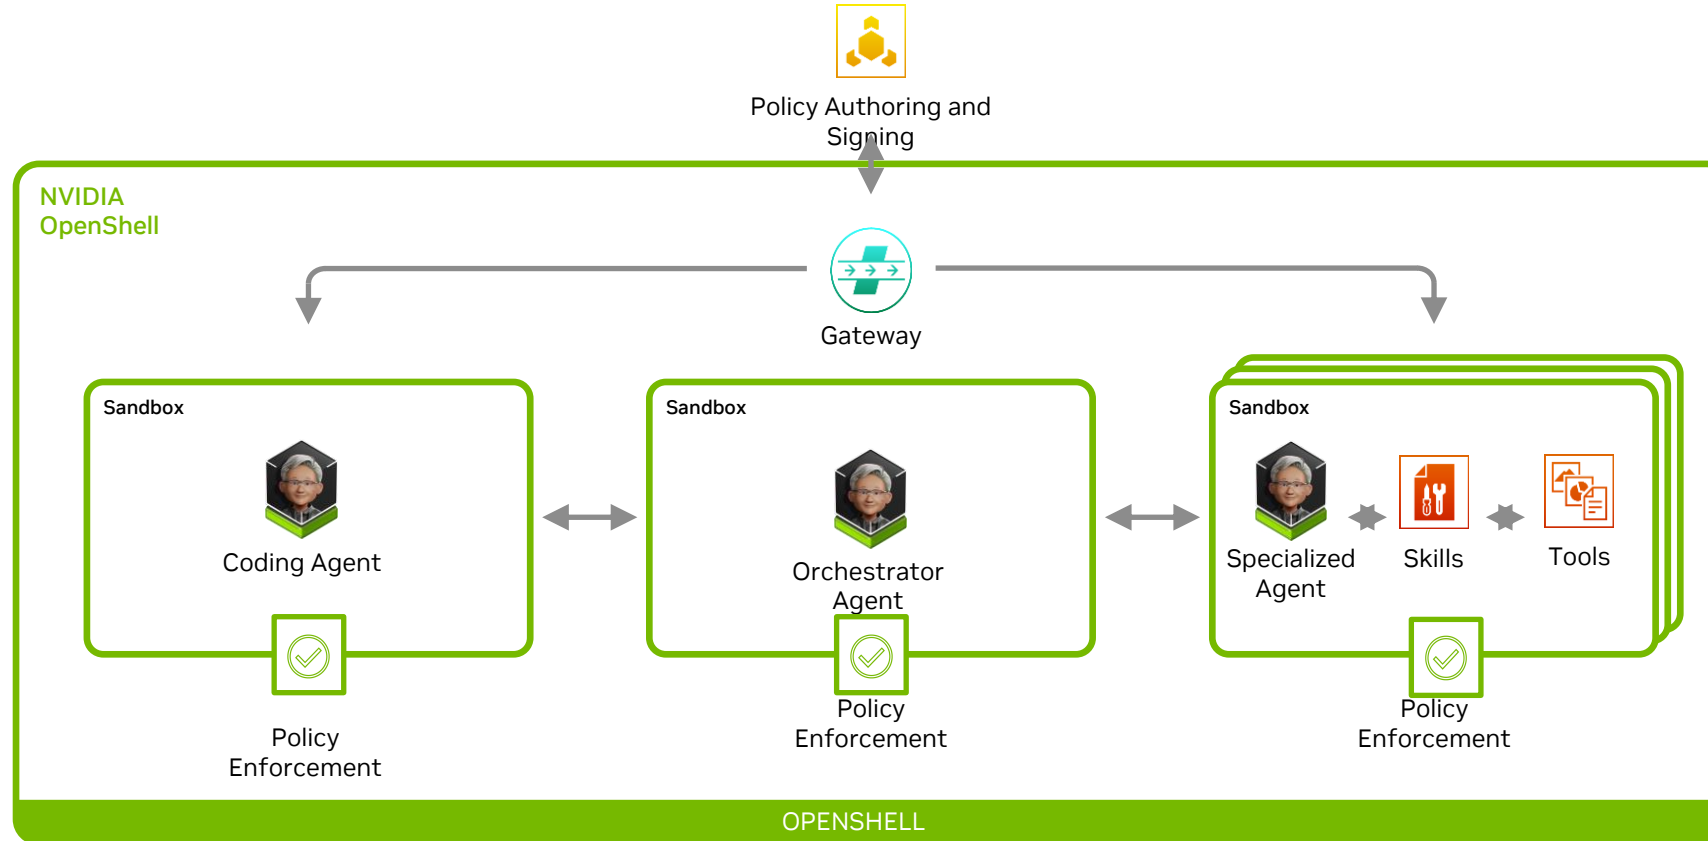 Policy Authoring and
Signing
NVIDIA
OpenShell
Gateway
Sandbox
Coding Agent
Policy
Enforcement
Sandbox
Orchestrator
Agent
Policy
Enforcement
Sandbox
Specialized
Agent
Skills
Tools
Policy
Enforcement
OPENSHELL